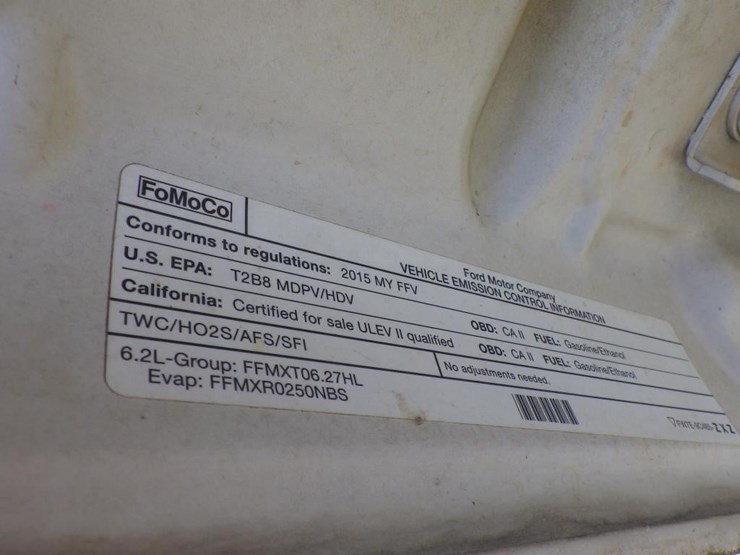 FoMoCo
Ford Motor Company
VEHICLE EMISSION CONTROL INFORMATION
Conforms to regulations: 2015 MY FFV
U.S. EPA: T2B8 MDPV/HDV OBD: CA II FUEL: Gasoline/Ethanol
California: Certified for sale ULEV II qualified OBD: CA II FUEL: Gasoline/Ethanol
TWC/HO2S/AFS/SFI No adjustments needed.
6.2L-Group: FFMXT06.27HL
Evap: FFMXR0250NBS
ZXZ